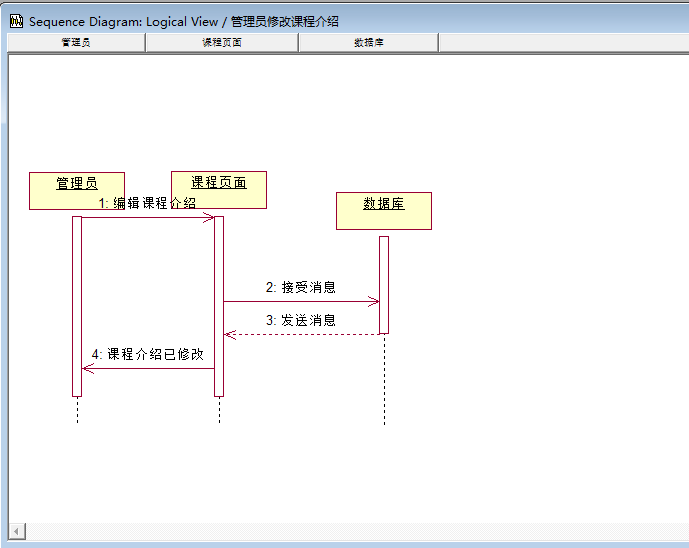 Sequence Diagram: Logical View / 管理员修改课程介绍
管理员 课程页面 数据库
管理员 课程页面
数据库
1: 编辑课程介绍
2: 接受消息
3: 发送消息
4: 课程介绍已修改